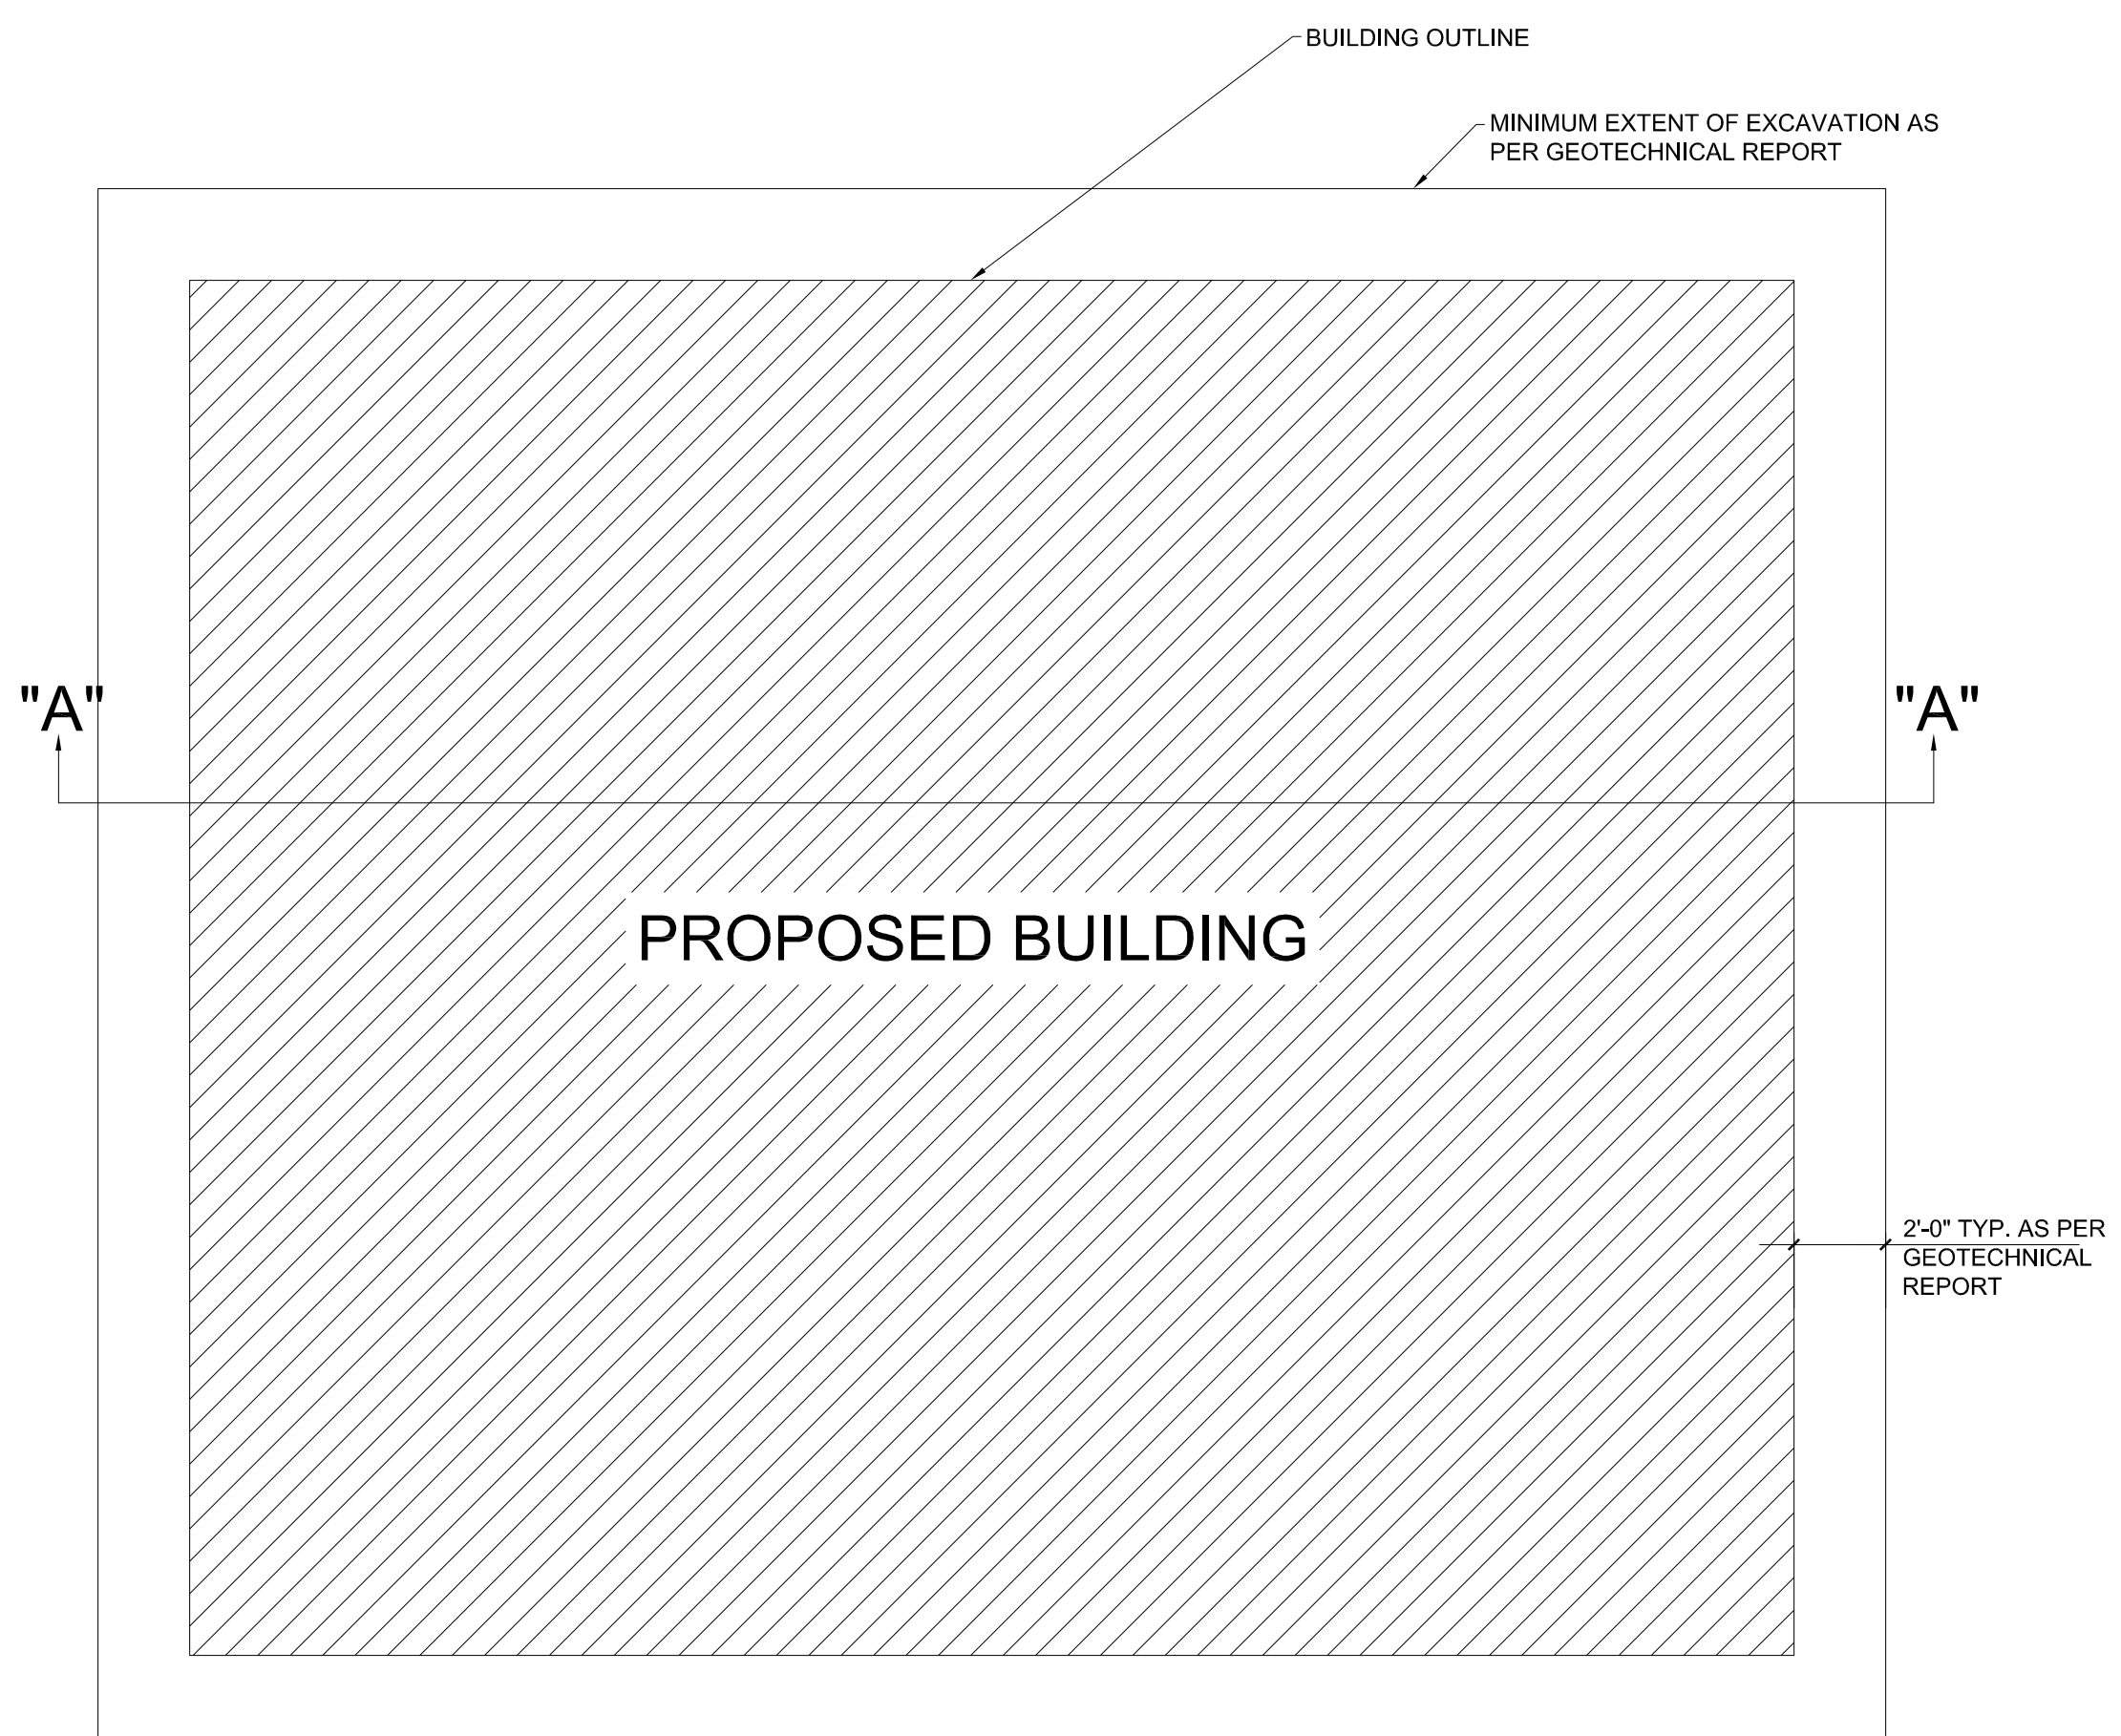 BUILDING OUTLINE
MINIMUM EXTENT OF EXCAVATION AS
PER GEOTECHNICAL REPORT
"A"
"A"
PROPOSED BUILDING
2'-0" TYP. AS PER
GEOTECHNICAL
REPORT